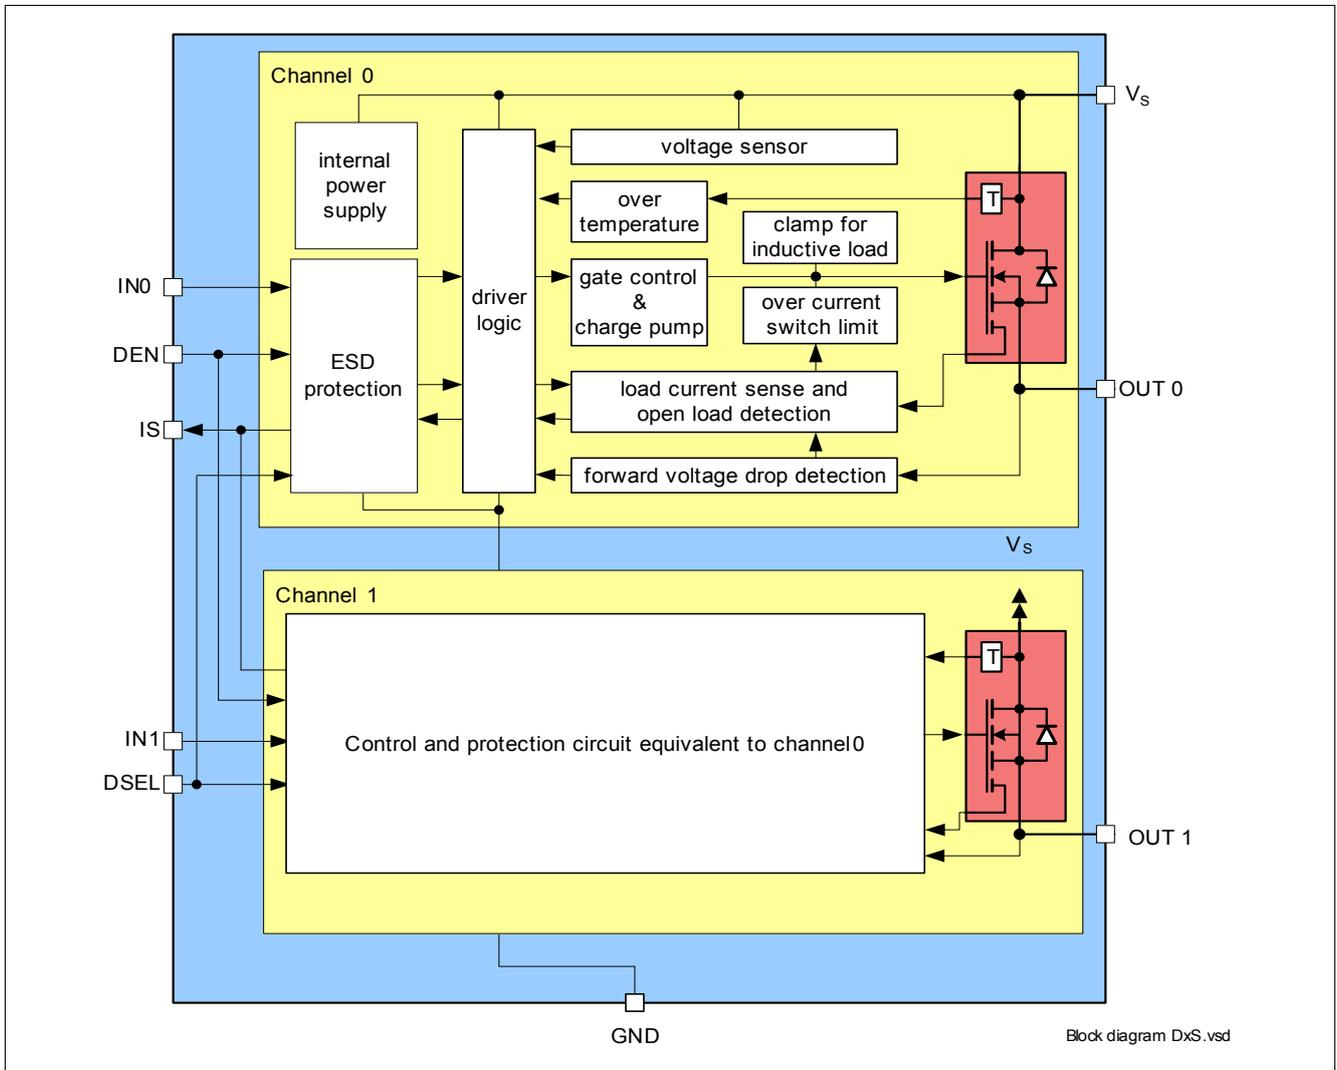 Channel 0
VS
internal
power
supply
voltage sensor
over
temperature
T
clamp for
inductive load
IN0
driver
logic
gate control
&
charge pump
over current
switch limit
DEN
ESD
protection
load current sense and
open load detection
OUT 0
IS
forward voltage drop detection
VS
Channel 1
T
IN1
Control and protection circuit equivalent to channel0
DSEL
OUT 1
GND
Block diagram DxS.vsd